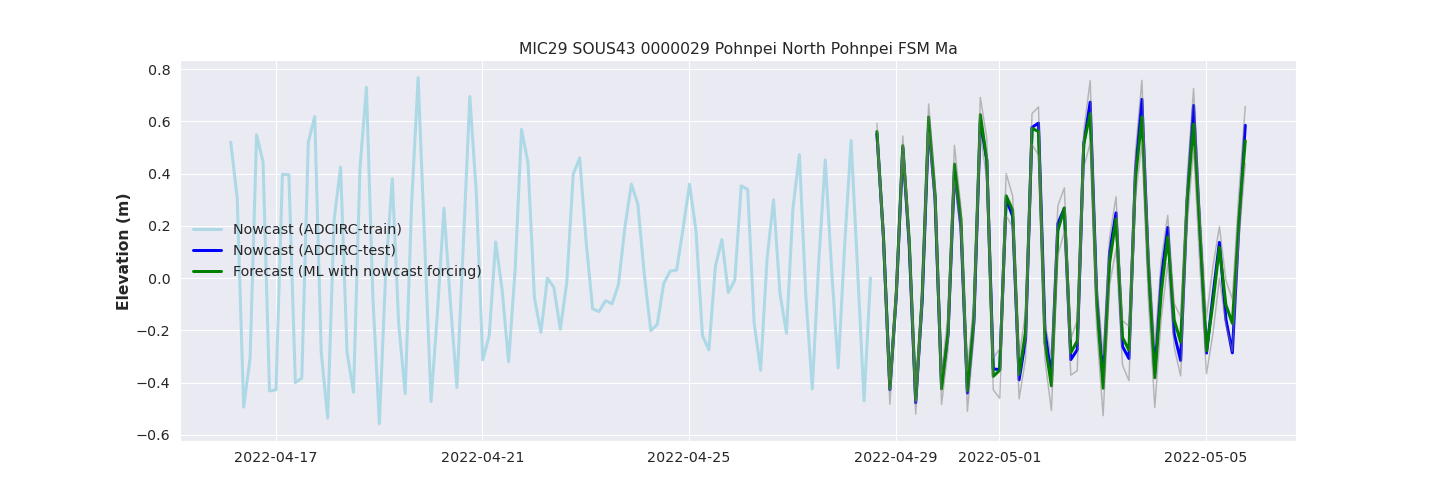 MIC29 SOUS43 0000029 Pohnpei North Pohnpei FSM Ma
Elevation (m)
0.8
0.6
0.4
0.2
0.0
−0.2
−0.4
−0.6
Nowcast (ADCIRC-train)
Nowcast (ADCIRC-test)
Forecast (ML with nowcast forcing)
2022-04-17 2022-04-21 2022-04-25 2022-04-29 2022-05-01 2022-05-05